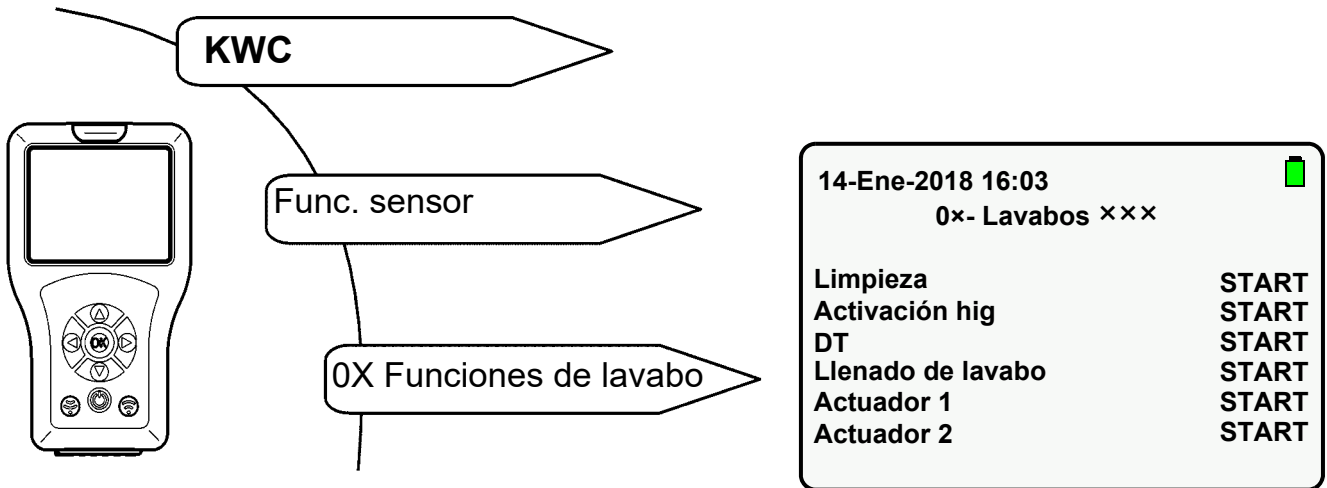 KWC
Func. sensor
0X Funciones de lavabo
OK
14-Ene-2018 16:03
0×- Lavabos ×××
Limpieza START
Activación hig START
DT START
Llenado de lavabo START
Actuador 1 START
Actuador 2 START